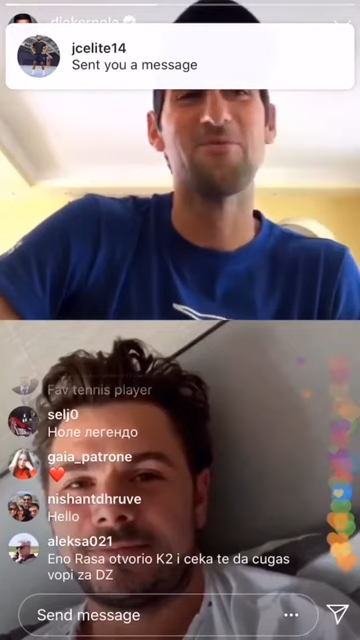 djokernole
jcelite14
Sent you a message
Fav tennis player
selj0
Ноле легендо
gaia_patrone
❤️
nishantdhruve
Hello
aleksa021
Eno Rasa otvorio K2 i ceka te da cugas
vopi za DZ
Send message